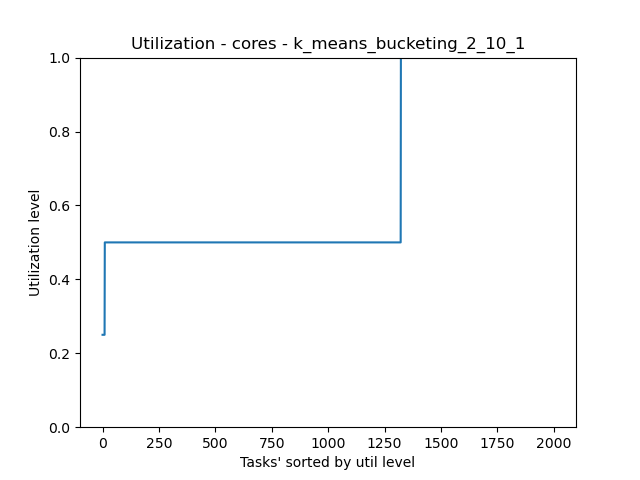 Utilization - cores - k_means_bucketing_2_10_1
1.0
0.8
0.6
0.4
0.2
0.0
Utilization level
0 250 500 750 1000 1250 1500 1750 2000
Tasks' sorted by util level